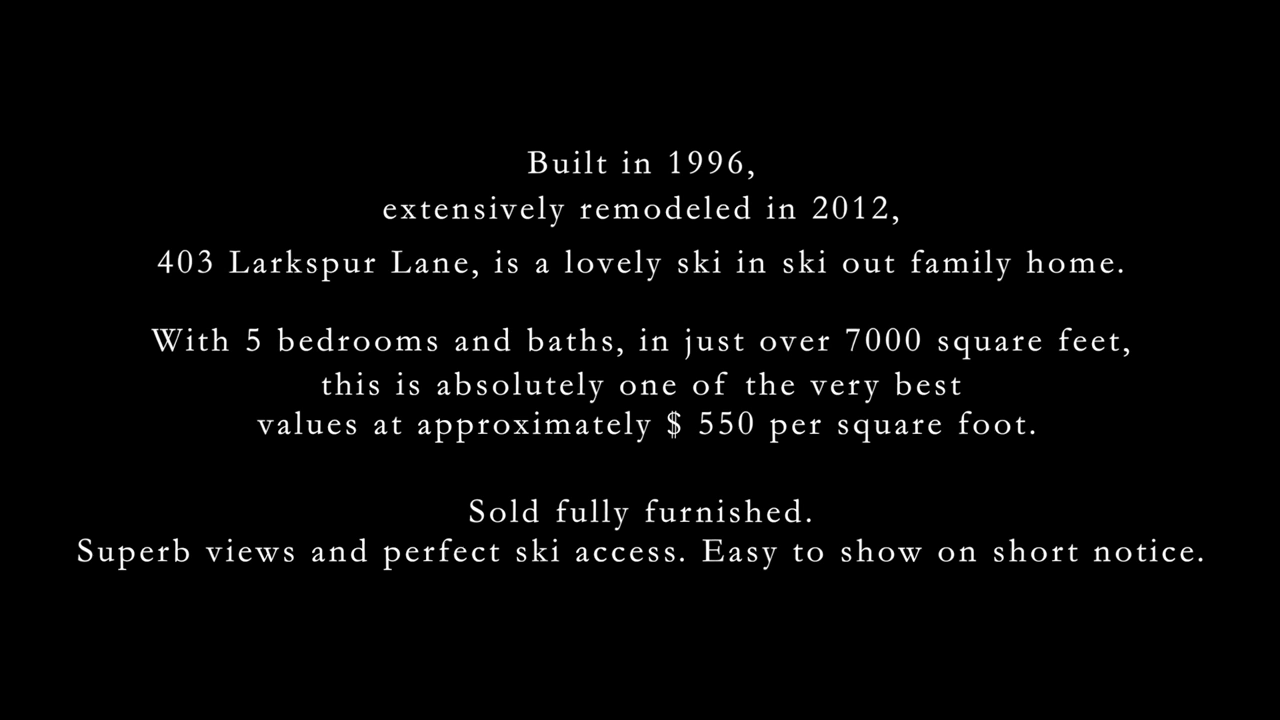 Built in 1996,
extensively remodeled in 2012,
403 Larkspur Lane, is a lovely ski in ski out family home.
With 5 bedrooms and baths, in just over 7000 square feet,
this is absolutely one of the very best
values at approximately $ 550 per square foot.
Sold fully furnished.
Superb views and perfect ski access. Easy to show on short notice.